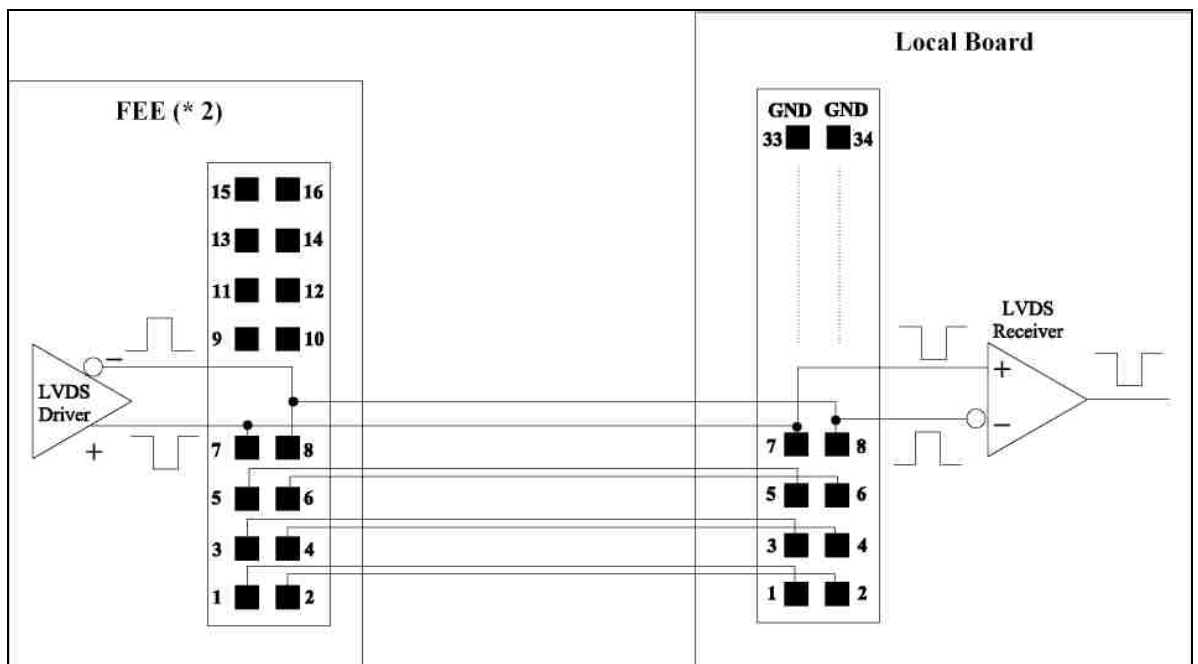 Local Board
FEE (* 2)
GND GND
33 34
15 16
13 14
11 12
9 10
LVDS
Driver
−
+
7 8
5 6
3 4
1 2
LVDS
Receiver
+
−
7 8
5 6
3 4
1 2